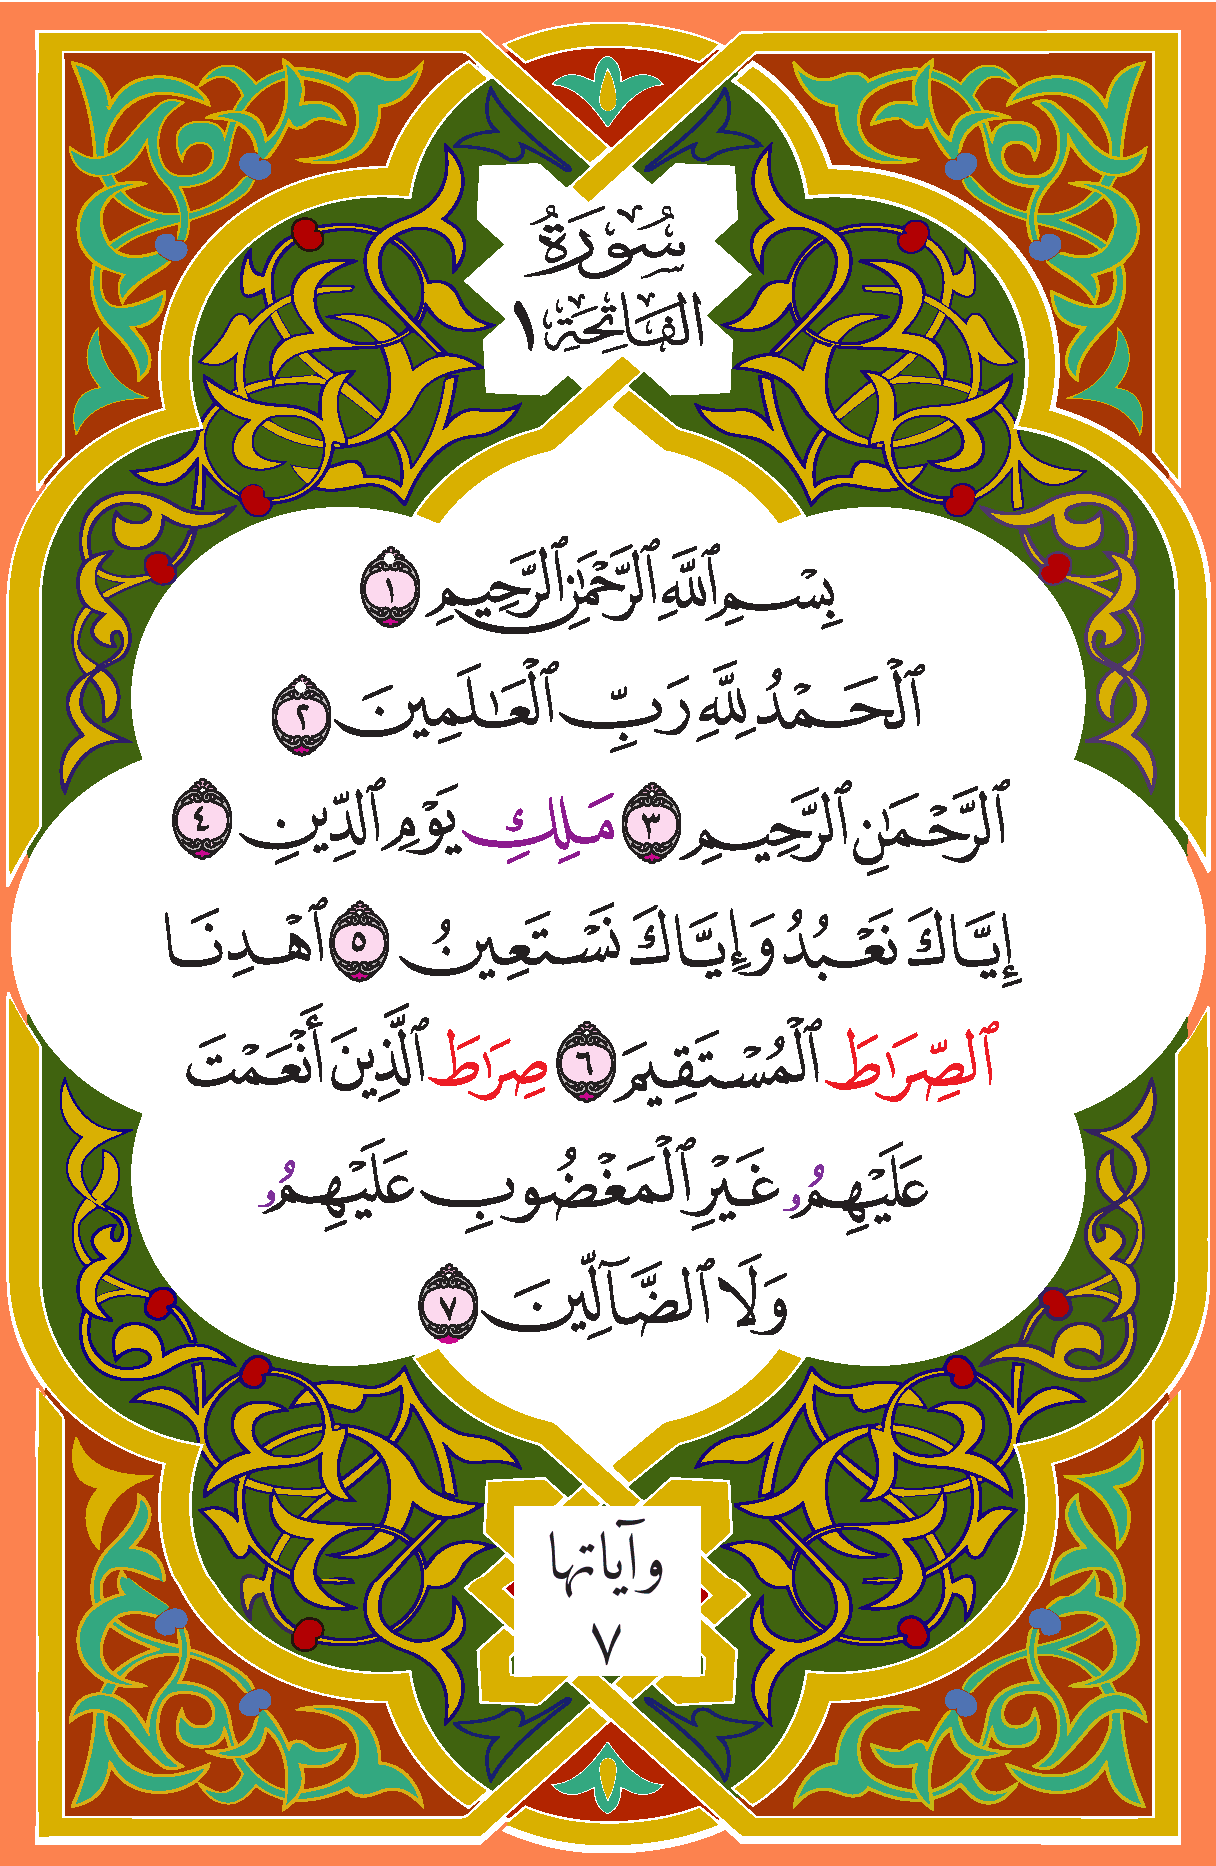 سُورَةُ
الفَاتِحَةِ ١
بِسْمِ ٱللَّهِ ٱلرَّحْمَٰنِ ٱلرَّحِيمِ ١
ٱلْحَمْدُ لِلَّهِ رَبِّ ٱلْعَٰلَمِينَ ٢
ٱلرَّحْمَٰنِ ٱلرَّحِيمِ ٣ مَلِكِ يَوْمِ ٱلدِّينِ ٤
إِيَّاكَ نَعْبُدُ وَإِيَّاكَ نَسْتَعِينُ ٥ ٱهْدِنَا
ٱلصِّرَٰطَ ٱلْمُسْتَقِيمَ ٦ صِرَٰطَ ٱلَّذِينَ أَنْعَمْتَ
عَلَيْهِمُۥ غَيْرِ ٱلْمَغْضُوبِ عَلَيْهِمُۥ
وَلَا ٱلضَّآلِّينَ ٧
وآياتها
٧